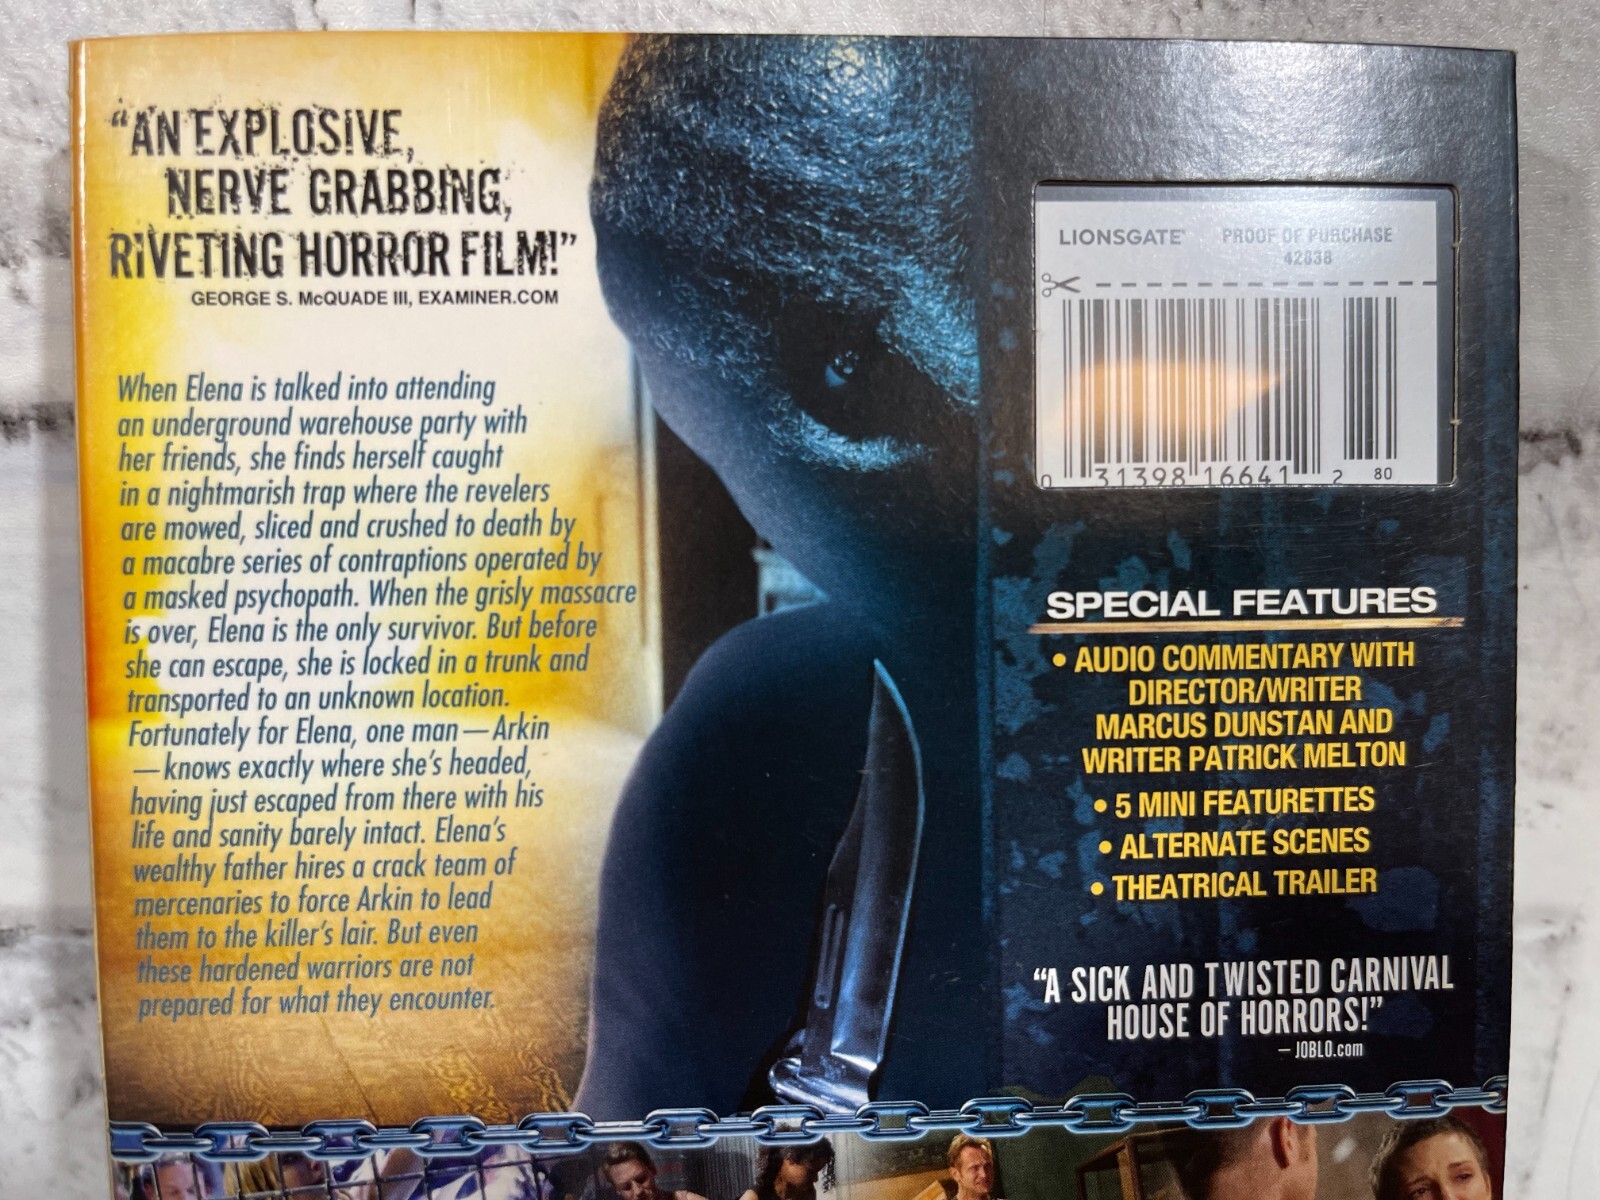 “AN EXPLOSIVE,
NERVE GRABBING,
RIVETING HORROR FILM!”
GEORGE S. McQUADE III, EXAMINER.COM
When Elena is talked into attending
an underground warehouse party with
her friends, she finds herself caught
in a nightmarish trap where the revelers
are mowed, sliced and crushed to death by
a macabre series of contraptions operated by
a masked psychopath. When the grisly massacre
is over, Elena is the only survivor. But before
she can escape, she is locked in a trunk and
transported to an unknown location.
Fortunately for Elena, one man — Arkin
— knows exactly where she’s headed,
having just escaped from there with his
life and sanity barely intact. Elena’s
wealthy father hires a crack team of
mercenaries to force Arkin to lead
them to the killer’s lair. But even
these hardened warriors are not
prepared for what they encounter.
LIONSGATE PROOF OF PURCHASE
42838
0 31398 16641 2 80
SPECIAL FEATURES
• AUDIO COMMENTARY WITH
DIRECTOR/WRITER
MARCUS DUNSTAN AND
WRITER PATRICK MELTON
• 5 MINI FEATURETTES
• ALTERNATE SCENES
• THEATRICAL TRAILER
“A SICK AND TWISTED CARNIVAL
HOUSE OF HORRORS!”
— JOBLO.com